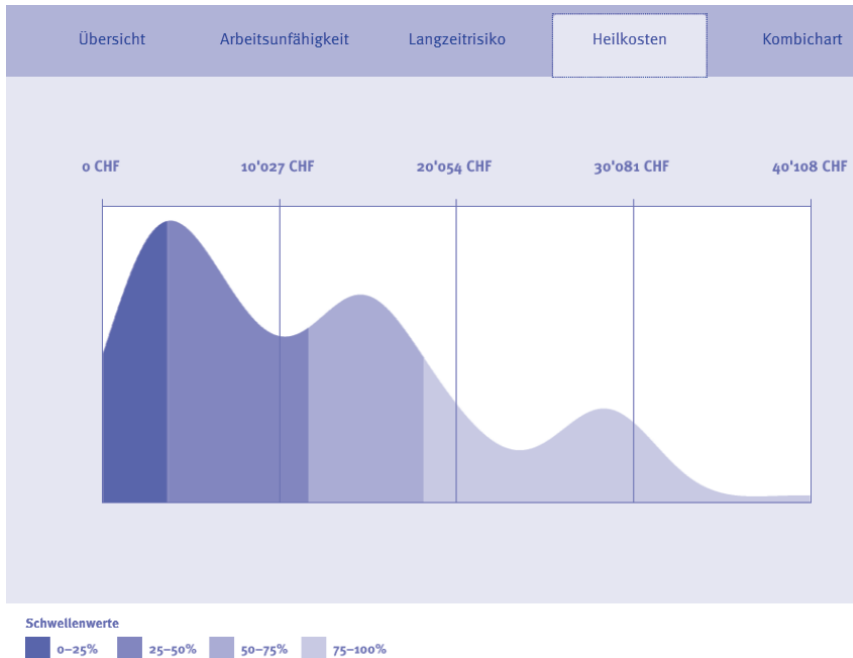 Übersicht Arbeitsunfähigkeit Langzeitrisiko Heilkosten Kombichart
0 CHF 10'027 CHF 20'054 CHF 30'081 CHF 40'108 CHF
Schwellenwerte
0–25% 25–50% 50–75% 75–100%